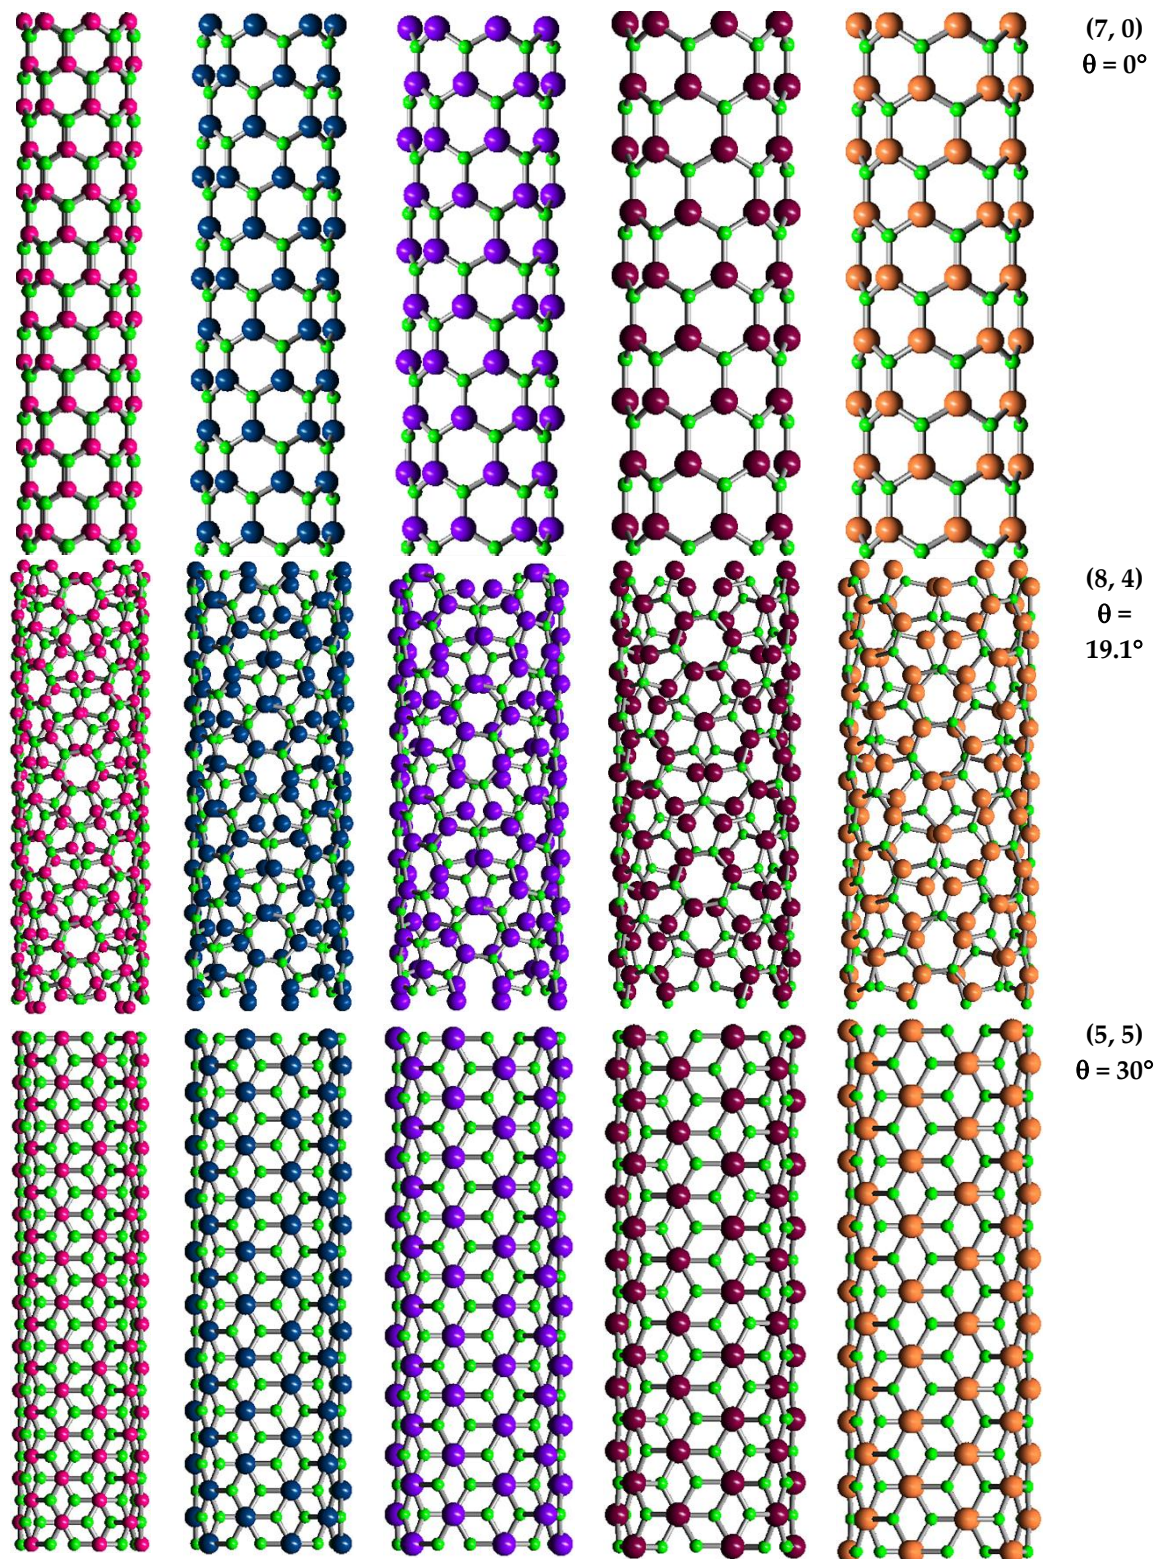 (7, 0)
θ = 0°
(8, 4)
θ =
19.1°
(5, 5)
θ = 30°